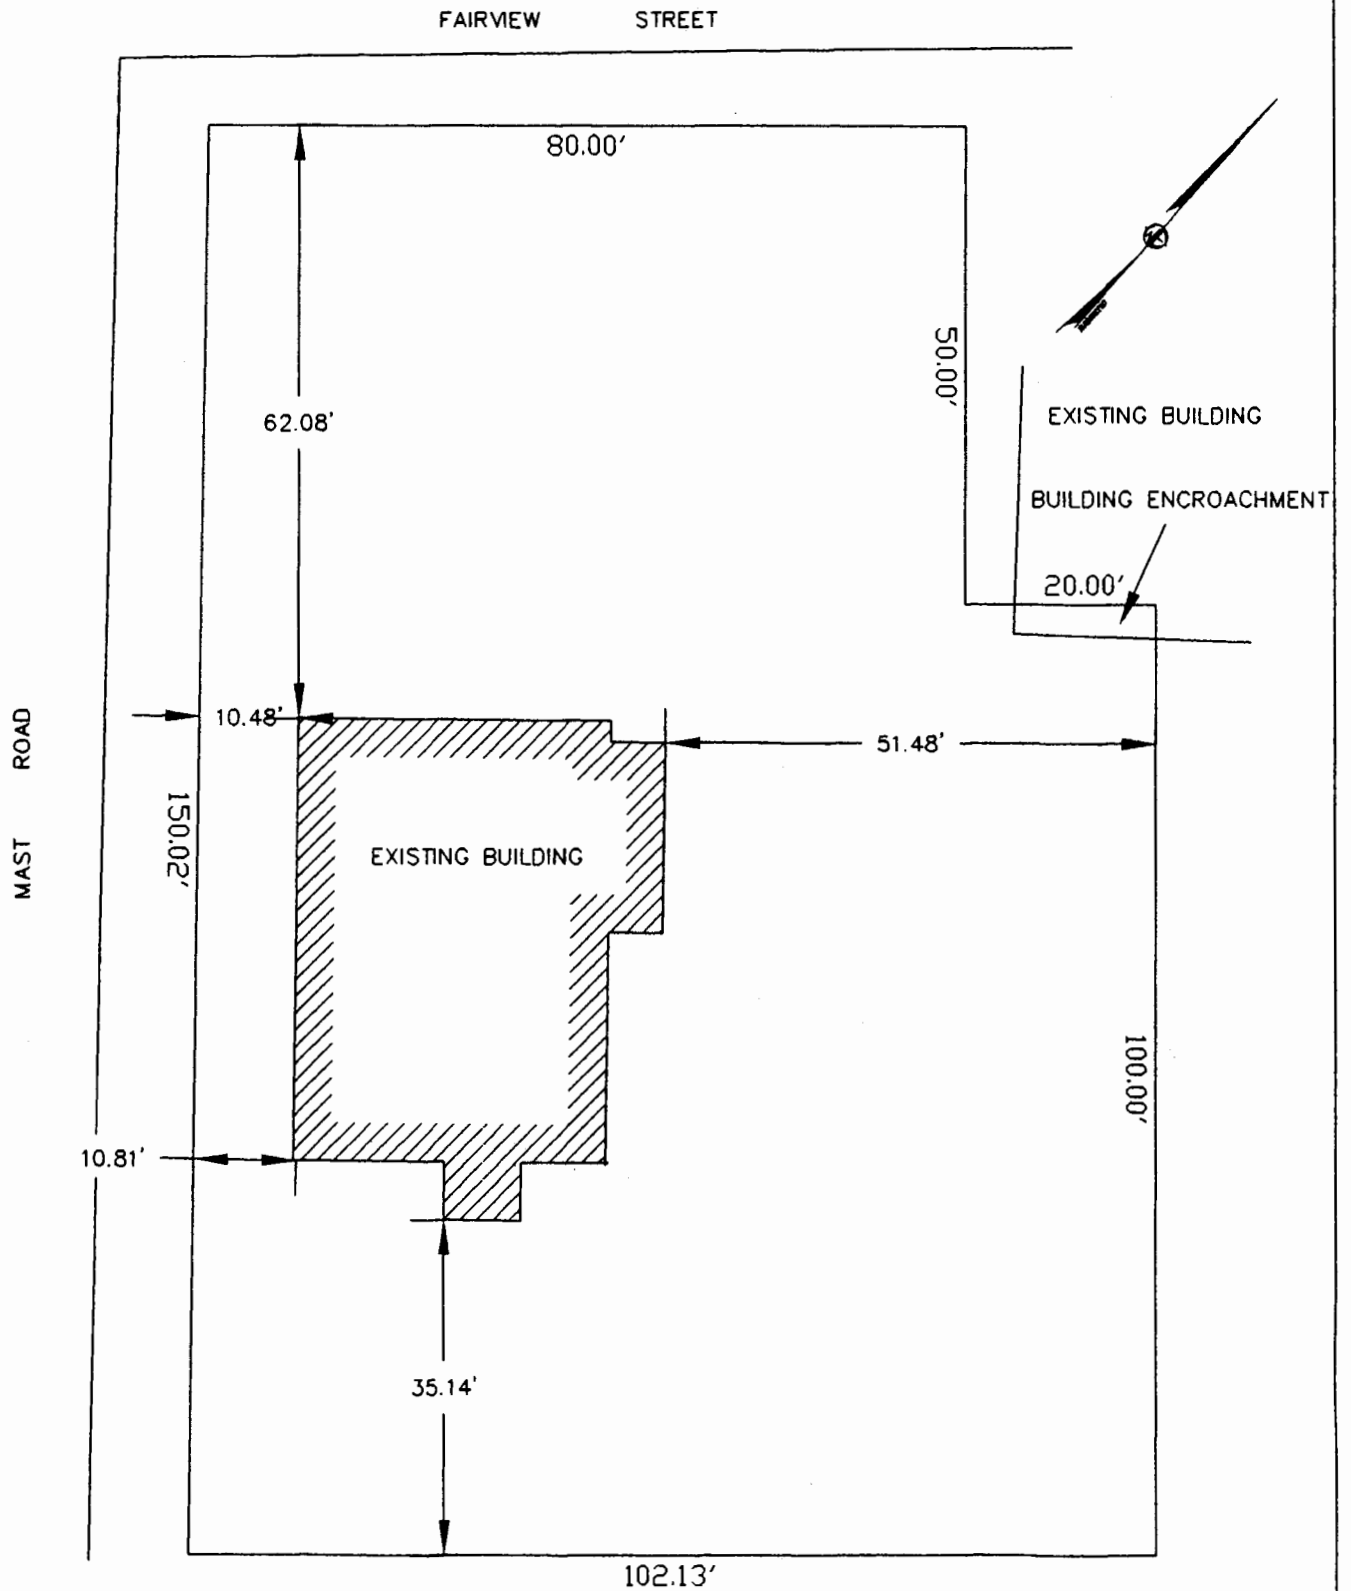 FAIRVIEW STREET
80.00'
50.00'
62.08'
EXISTING BUILDING
BUILDING ENCROACHMENT
20.00'
MAST ROAD
10.48'
51.48'
150.02'
EXISTING BUILDING
100.00'
10.81'
35.14'
102.13'